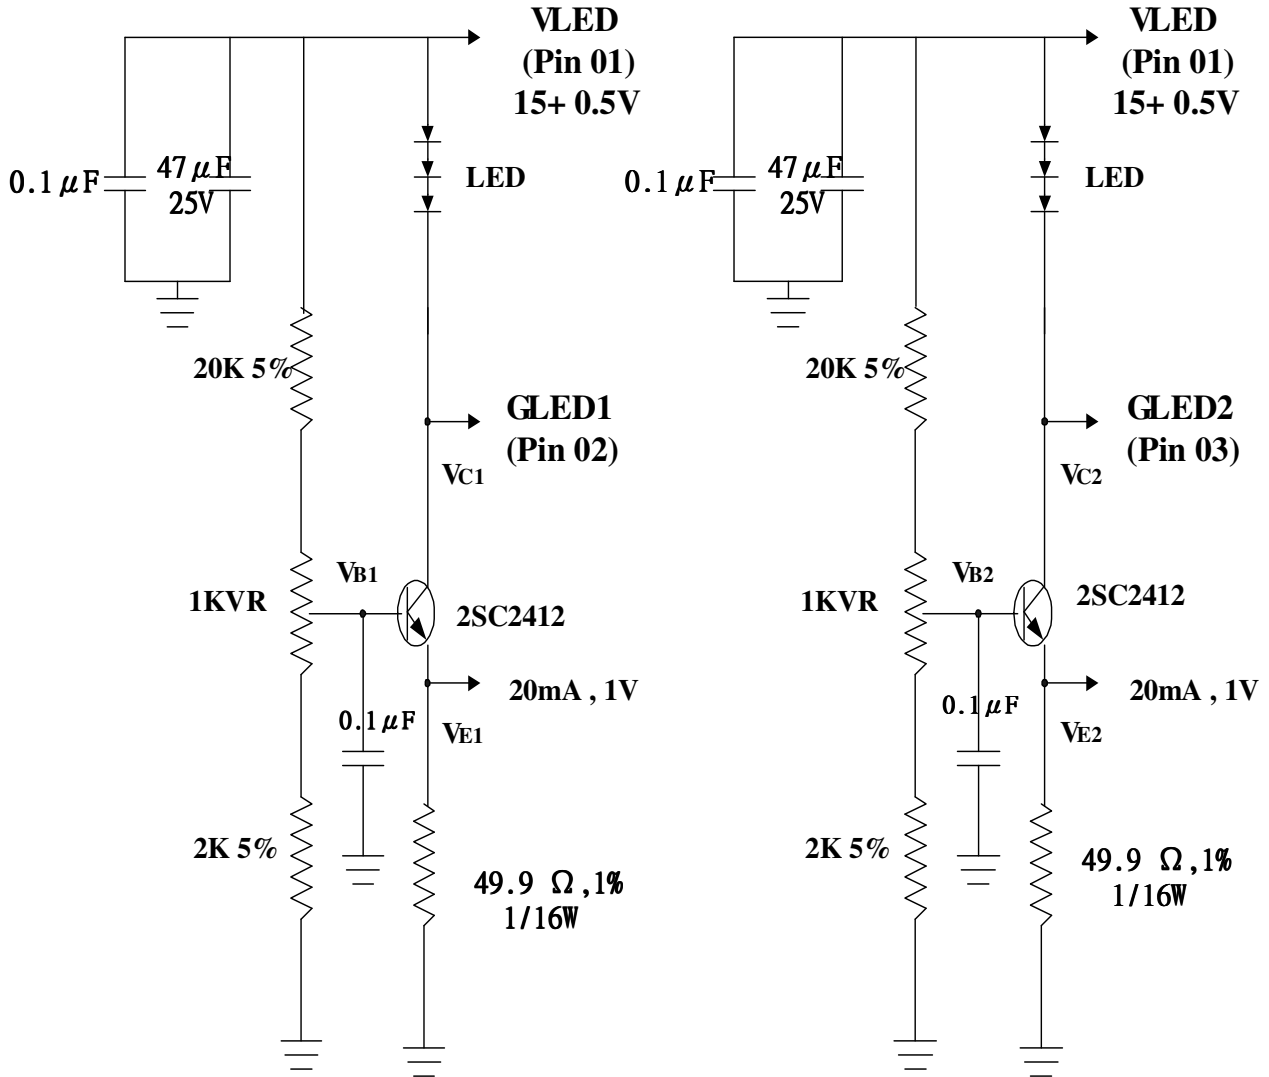 VLED
(Pin 01)
15+ 0.5V
0.1μF
47μF
25V
LED
20K 5%
GLED1
(Pin 02)
VC1
VB1
1KVR
2SC2412
20mA , 1V
0.1μF
VE1
2K 5%
49.9 Ω,1%
1/16W
VLED
(Pin 01)
15+ 0.5V
0.1μF
47μF
25V
LED
20K 5%
GLED2
(Pin 03)
VC2
VB2
1KVR
2SC2412
20mA , 1V
0.1μF
VE2
2K 5%
49.9 Ω,1%
1/16W